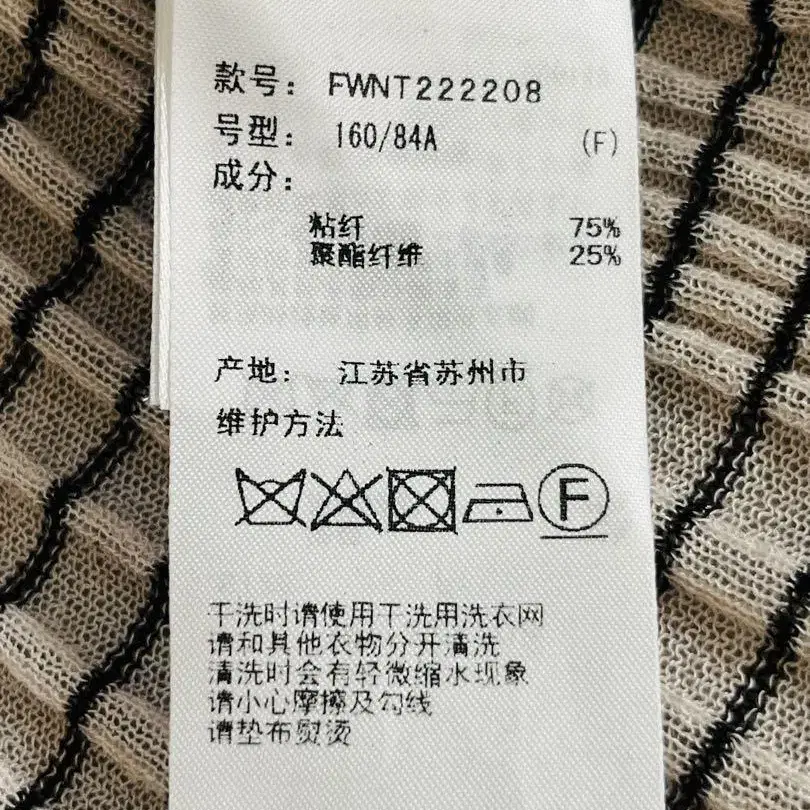 款号: FWNT222208
号型: 160/84A (F)
成分:
粘纤 75%
聚酯纤维 25%
产地: 江苏省苏州市
维护方法
F
干洗时请使用干洗用洗衣网
请和其他衣物分开清洗
清洗时会有轻微缩水现象
请小心摩擦及勾线
请垫布熨烫